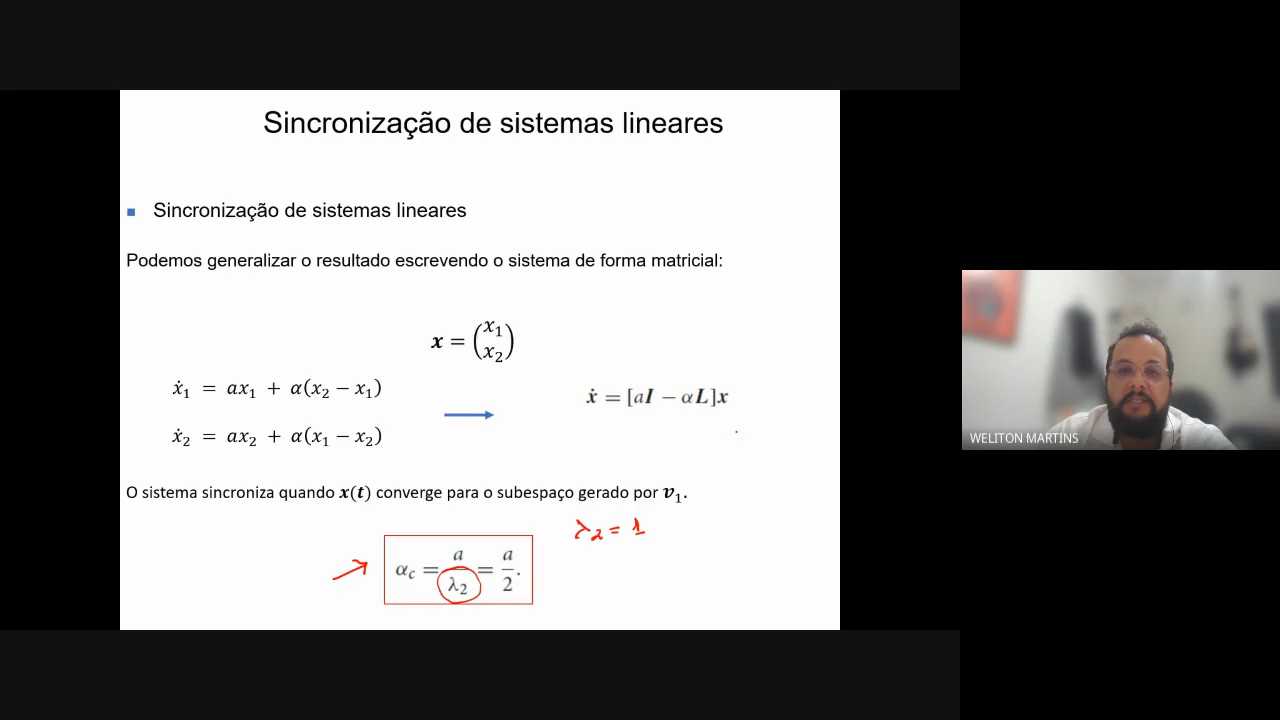 Sincronização de sistemas lineares
Sincronização de sistemas lineares
Podemos generalizar o resultado escrevendo o sistema de forma matricial:
x = (x₁ x₂)
ẋ₁ = ax₁ + α(x₂ − x₁)
ẋ = [aI − αL]x
ẋ₂ = ax₂ + α(x₁ − x₂)
WELITON MARTINS
O sistema sincroniza quando x(t) converge para o subespaço gerado por v₁.
λ₂ = 1
α_c = a/λ₂ = a/2.